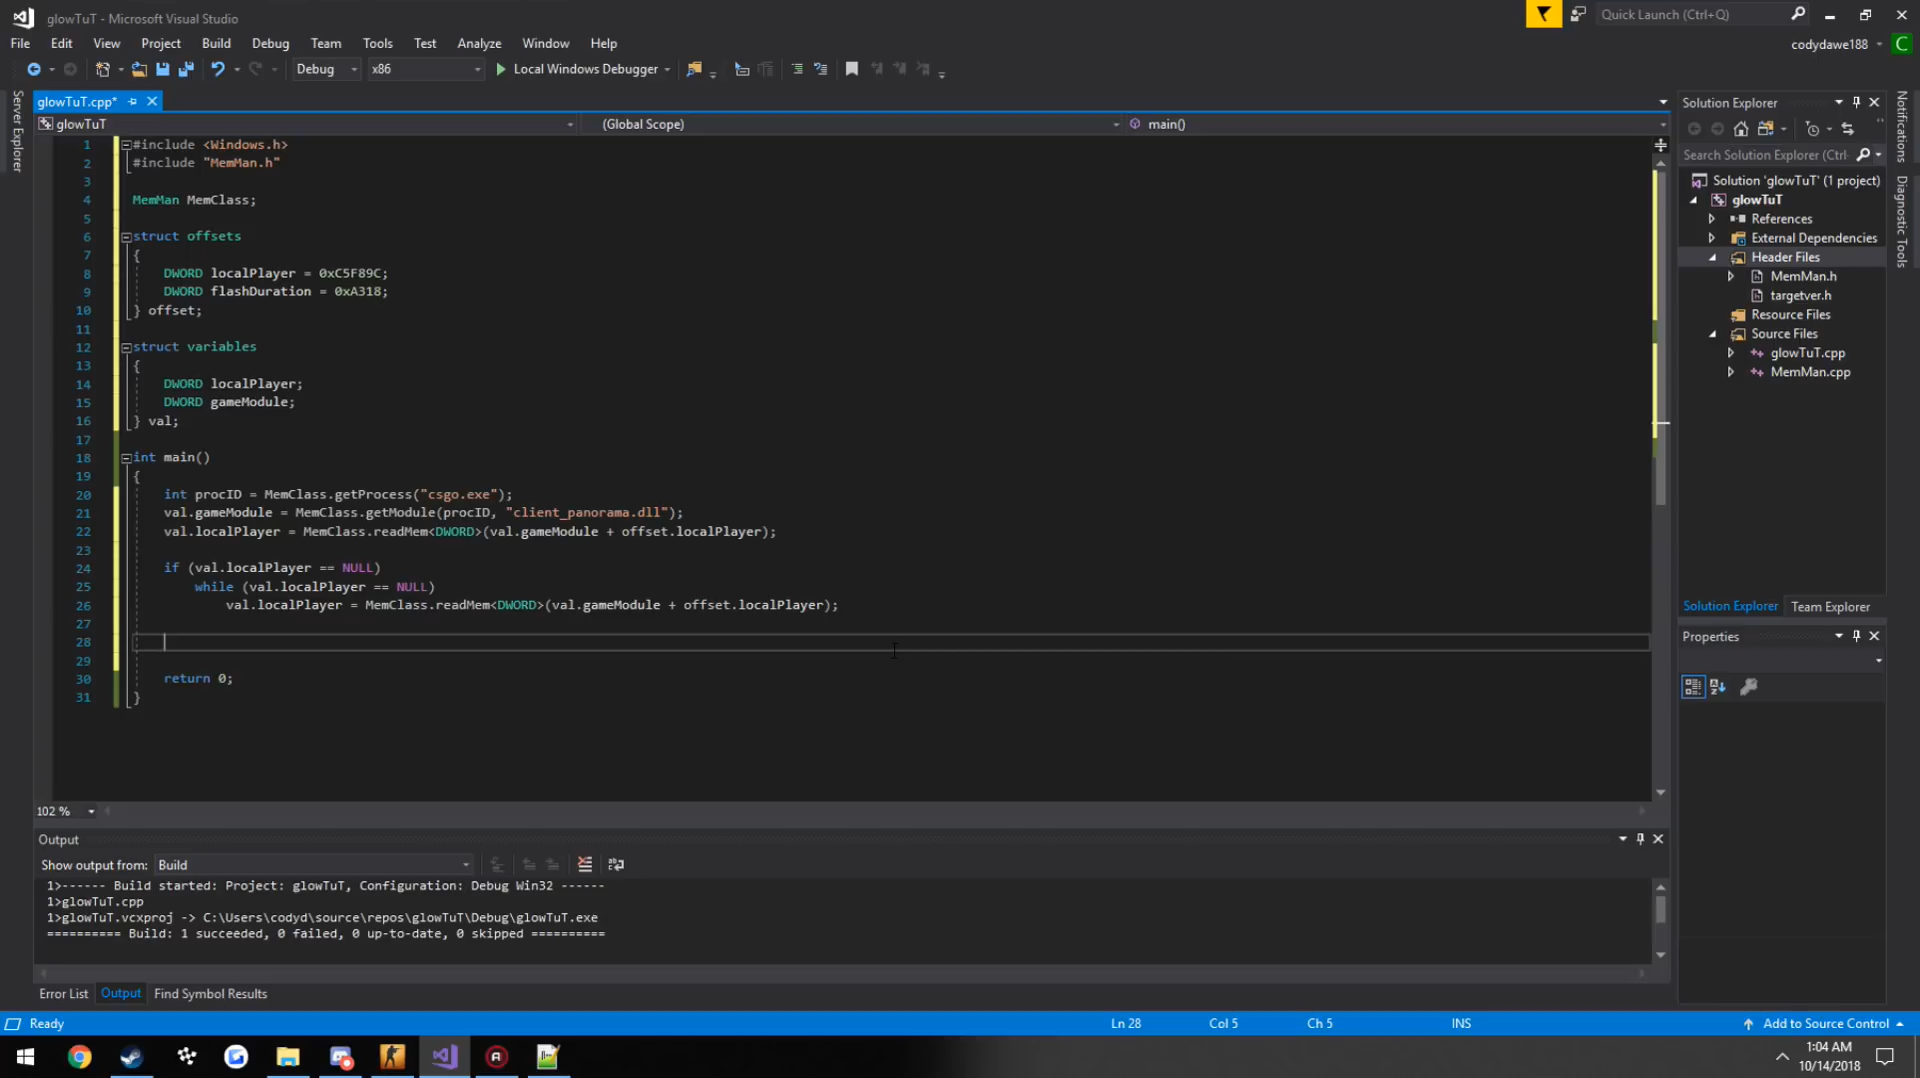 glowTuT - Microsoft Visual Studio
Quick Launch (Ctrl+Q)
File Edit View Project Build Debug Team Tools Test Analyze Window Help
codydawe188 C
Debug x86 Local Windows Debugger
Server Explorer
glowTuT.cpp*
glowTuT (Global Scope) main()
1 #include <Windows.h>
2 #include "MemMan.h"
3
4 MemMan MemClass;
5
6 struct offsets
7 {
8 DWORD localPlayer = 0xC5F89C;
9 DWORD flashDuration = 0xA318;
10 } offset;
11
12 struct variables
13 {
14 DWORD localPlayer;
15 DWORD gameModule;
16 } val;
17
18 int main()
19 {
20 int procID = MemClass.getProcess("csgo.exe");
21 val.gameModule = MemClass.getModule(procID, "client_panorama.dll");
22 val.localPlayer = MemClass.readMem<DWORD>(val.gameModule + offset.localPlayer);
23
24 if (val.localPlayer == NULL)
25 while (val.localPlayer == NULL)
26 val.localPlayer = MemClass.readMem<DWORD>(val.gameModule + offset.localPlayer);
27
28
29
30 return 0;
31 }
102 %
Output
Show output from: Build
1>------ Build started: Project: glowTuT, Configuration: Debug Win32 ------
1>glowTuT.cpp
1>glowTuT.vcxproj -> C:\Users\codyd\source\repos\glowTuT\Debug\glowTuT.exe
========== Build: 1 succeeded, 0 failed, 0 up-to-date, 0 skipped ==========
Error List Output Find Symbol Results
Solution Explorer
Search Solution Explorer (Ctrl
Solution 'glowTuT' (1 project)
glowTuT
References
External Dependencies
Header Files
MemMan.h
targetver.h
Resource Files
Source Files
glowTuT.cpp
MemMan.cpp
Solution Explorer Team Explorer
Properties
Notifications
Diagnostic Tools
Ready Ln 28 Col 5 Ch 5 INS Add to Source Control
1:04 AM
10/14/2018